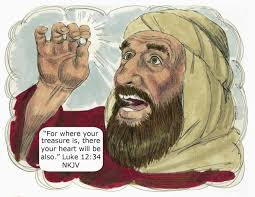 "For where your
treasure is, there
your heart will be
also." Luke 12:34
NKJV